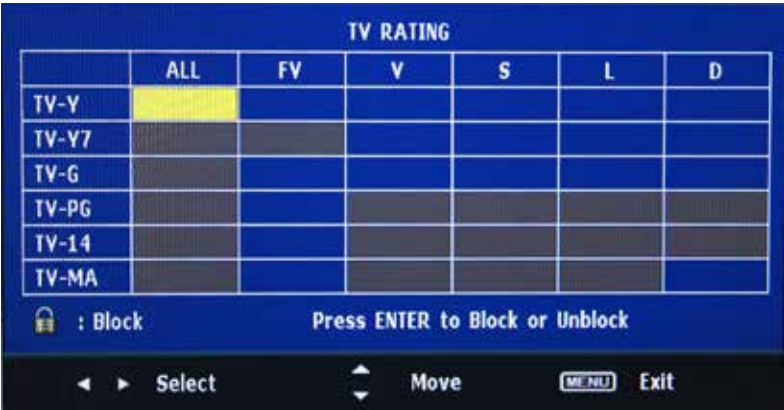 TV RATING
ALL FV V S L D
TV-Y
TV-Y7
TV-G
TV-PG
TV-14
TV-MA
: Block Press ENTER to Block or Unblock
Select Move MENU Exit